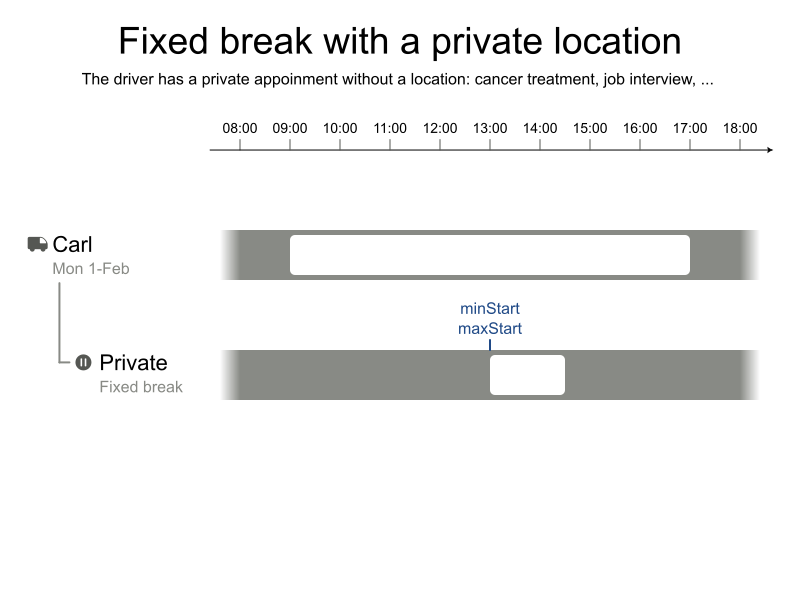 Fixed break with a private location
The driver has a private appoinment without a location: cancer treatment, job interview, ...
08:00 09:00 10:00 11:00 12:00 13:00 14:00 15:00 16:00 17:00 18:00
Carl
Mon 1-Feb
minStart
maxStart
Private
Fixed break